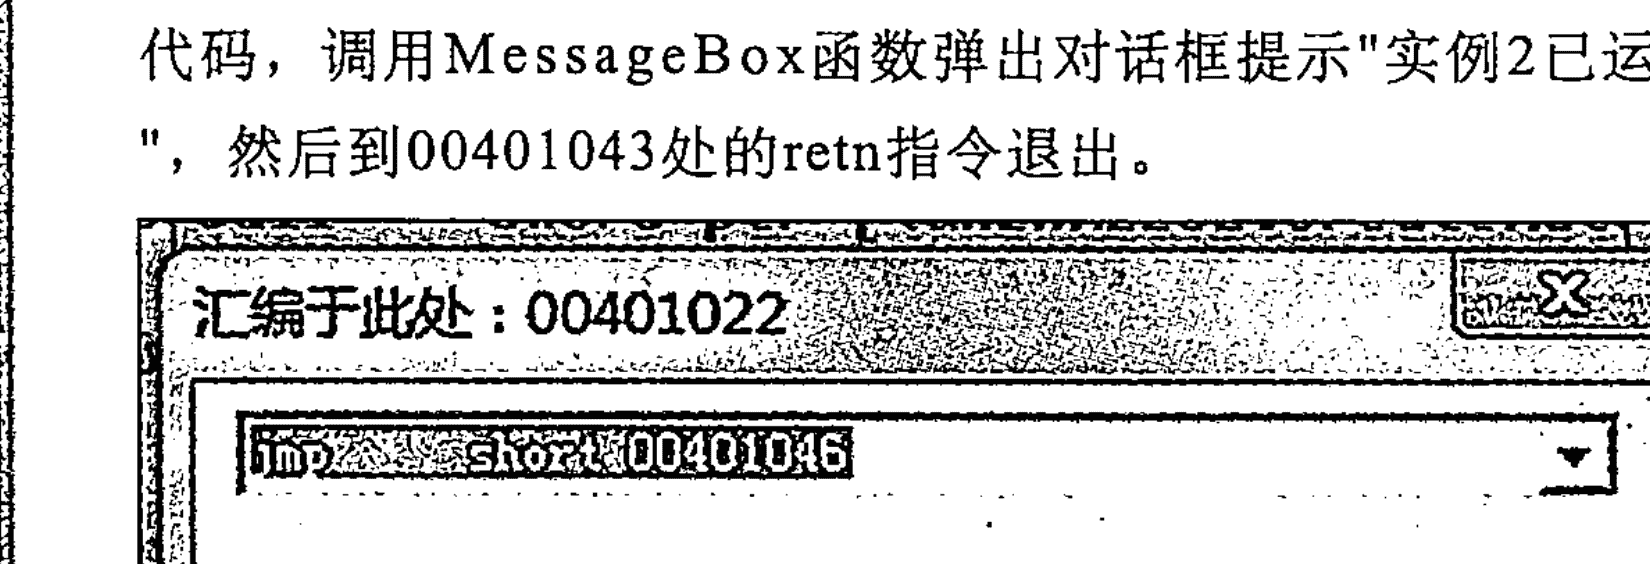 代码，调用MessageBox函数弹出对话框提示"实例2已运
"，然后到00401043处的retn指令退出。
汇编于此处：00401022
jmp short 00401046